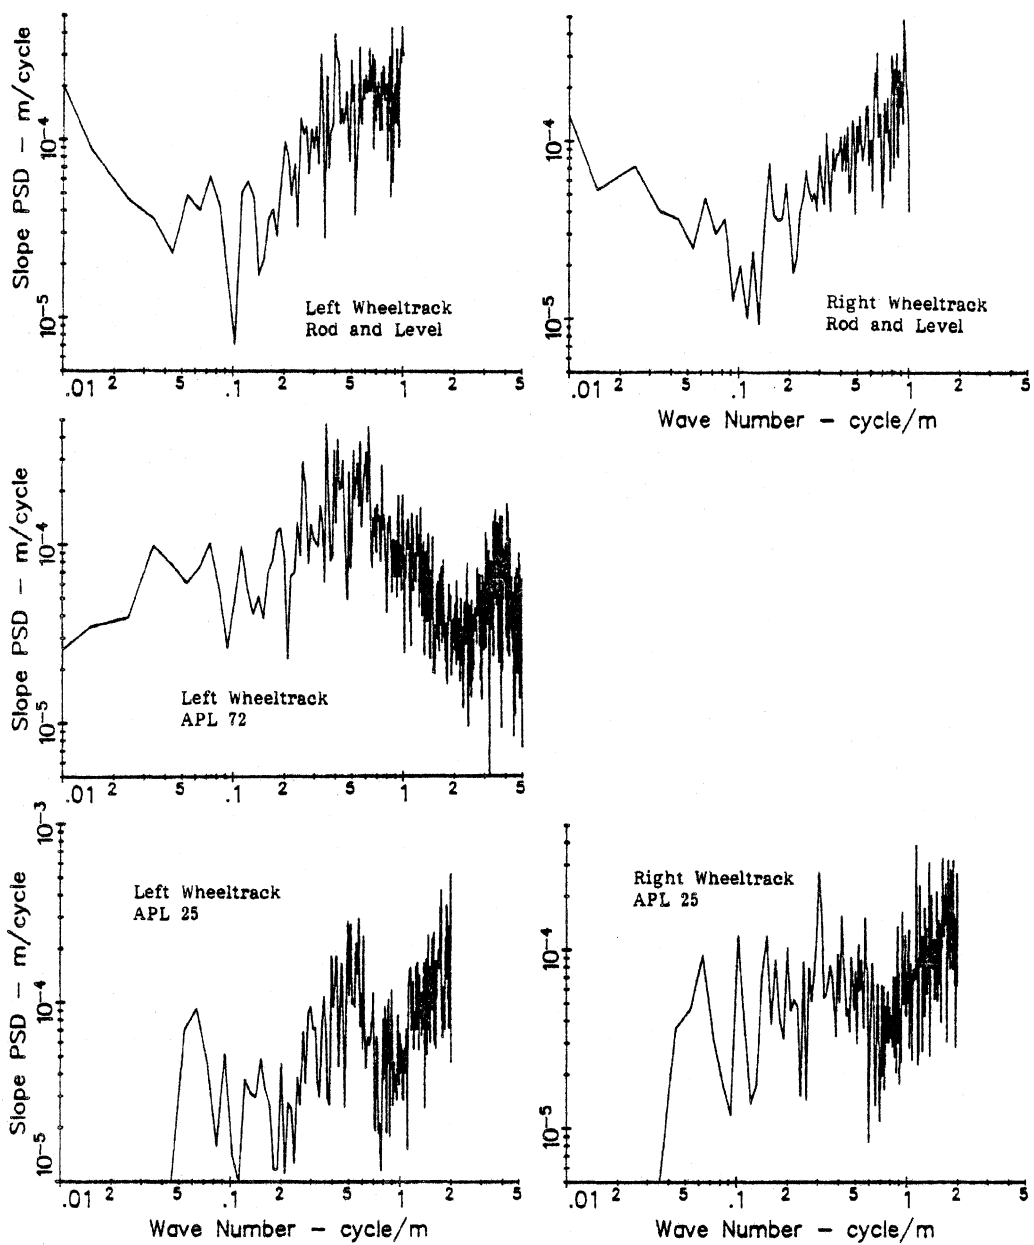 Slope PSD – m/cycle
10⁻⁴
10⁻⁵
Left Wheeltrack
Rod and Level
.01 2 5 .1 2 5 1 2 5
10⁻⁴
10⁻⁵
Right Wheeltrack
Rod and Level
.01 2 5 .1 2 5 1 2 5
Wave Number – cycle/m
Slope PSD – m/cycle
10⁻⁴
10⁻⁵
Left Wheeltrack
APL 72
.01 2 5 .1 2 5 1 2 5
Slope PSD – m/cycle
10⁻³
10⁻⁴
10⁻⁵
Left Wheeltrack
APL 25
.01 2 5 .1 2 5 1 2 5
Wave Number – cycle/m
10⁻⁴
10⁻⁵
Right Wheeltrack
APL 25
.01 2 5 .1 2 5 1 2 5
Wave Number – cycle/m